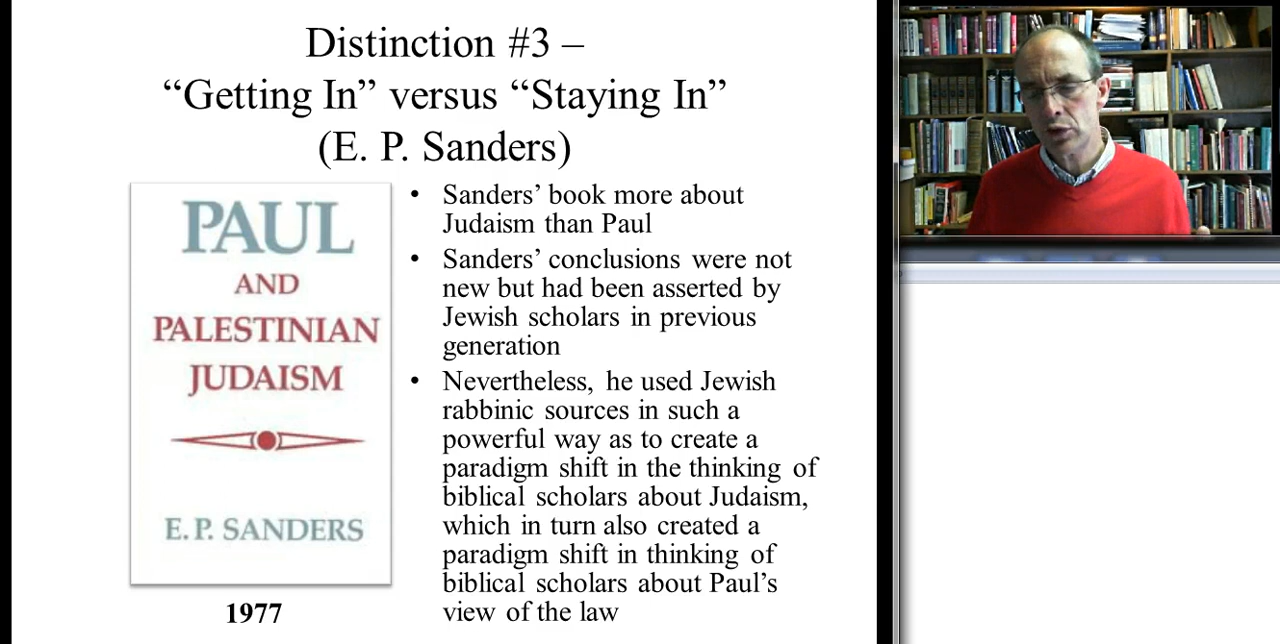 Distinction #3 –
“Getting In” versus “Staying In”
(E. P. Sanders)
PAUL
AND
PALESTINIAN
JUDAISM
E. P. SANDERS
1977
• Sanders’ book more about
Judaism than Paul
• Sanders’ conclusions were not
new but had been asserted by
Jewish scholars in previous
generation
• Nevertheless, he used Jewish
rabbinic sources in such a
powerful way as to create a
paradigm shift in the thinking of
biblical scholars about Judaism,
which in turn also created a
paradigm shift in thinking of
biblical scholars about Paul’s
view of the law